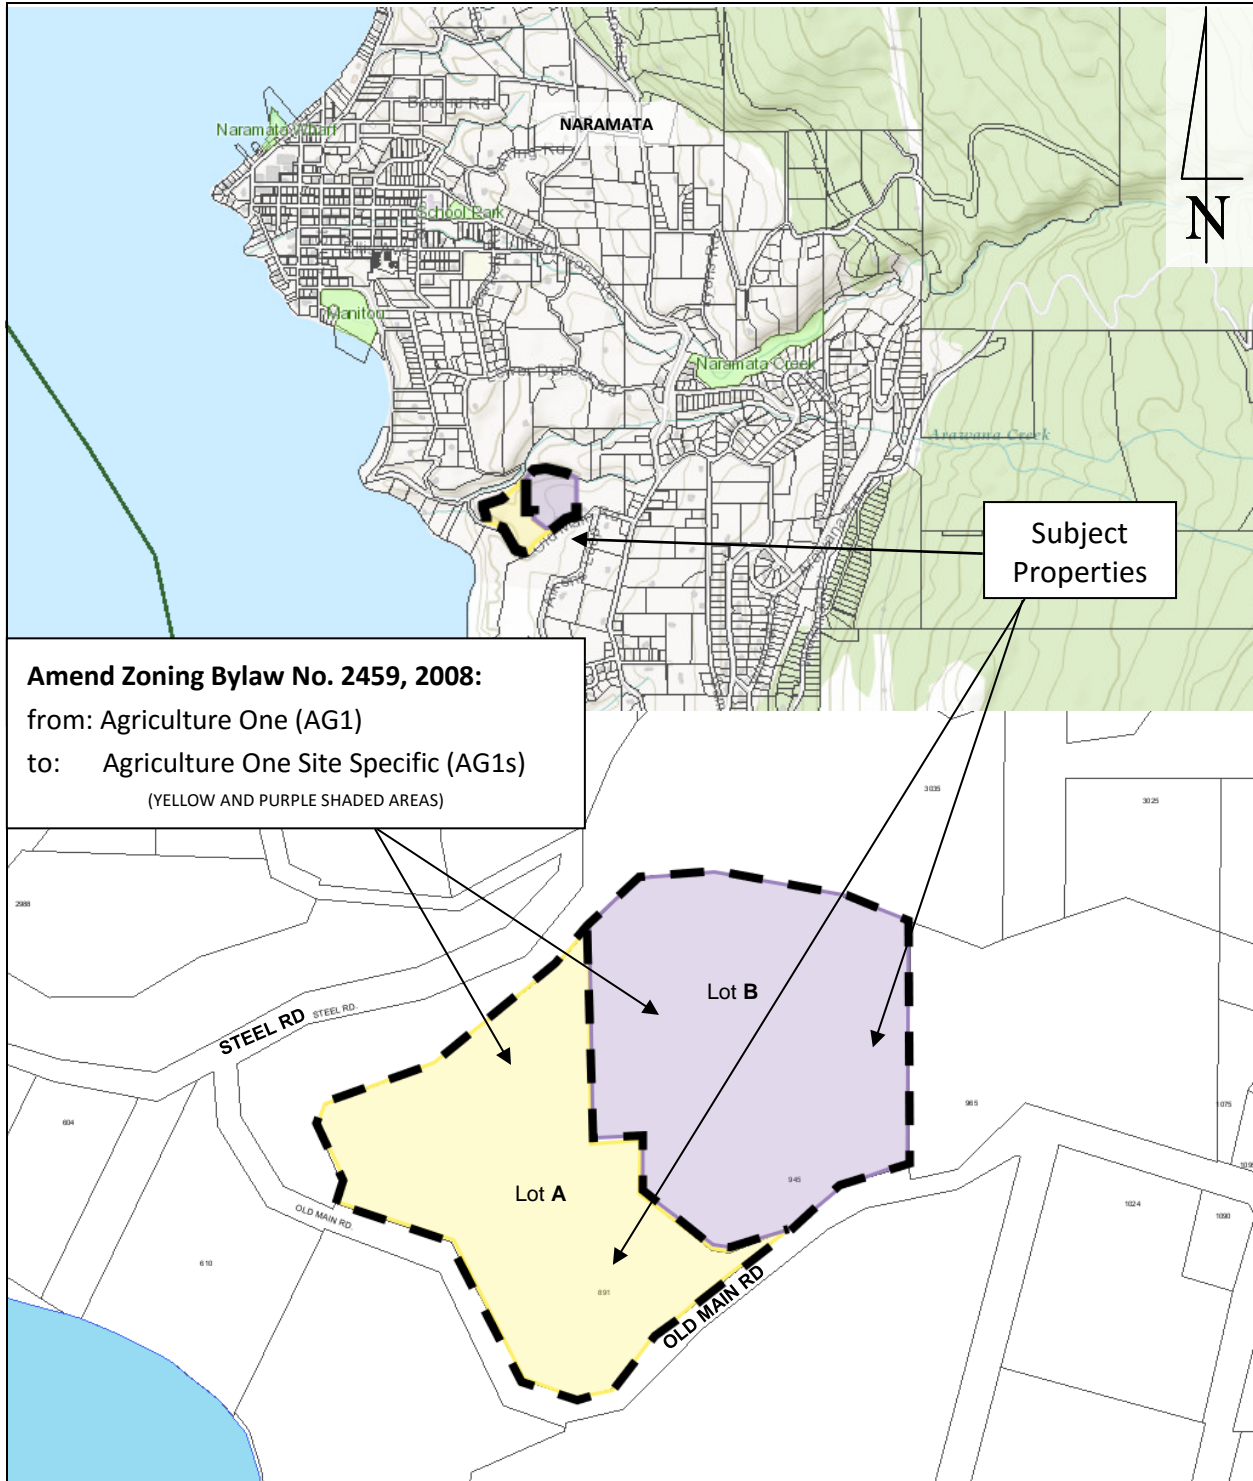 Naramata Wharf
NARAMATA
School Park
N
Manitou
Naramata Creek
Arawana Creek
Subject
Properties
Amend Zoning Bylaw No. 2459, 2008:
from: Agriculture One (AG1)
to: Agriculture One Site Specific (AG1s)
(YELLOW AND PURPLE SHADED AREAS)
3035
3025
2988
Lot B
STEEL RD
STEEL RD.
604
965
1075
945
Lot A
1024
1090
OLD MAIN RD.
610
891
OLD MAIN RD